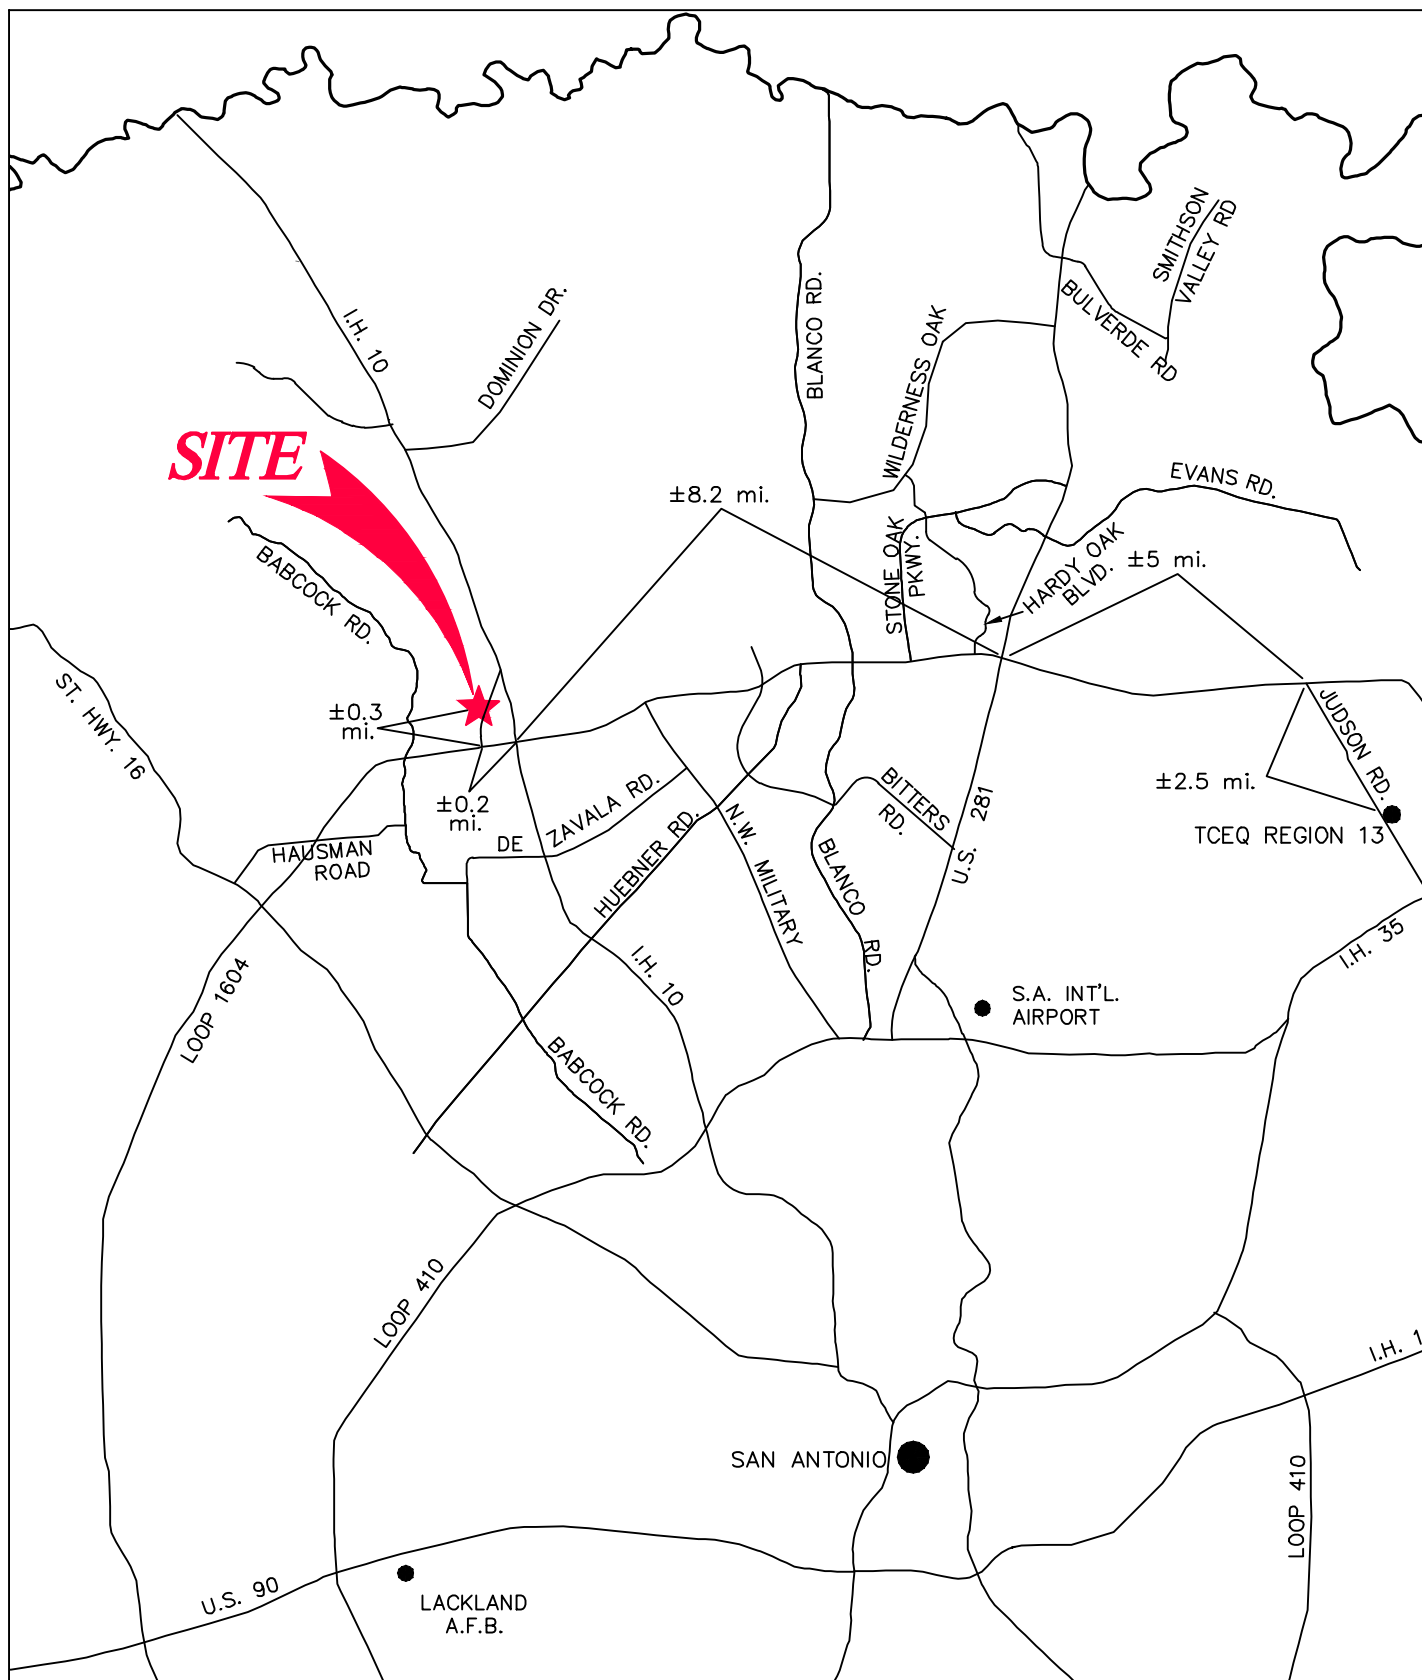 SMITHSON
VALLEY RD
BLANCO RD.
BULVERDE RD
I.H. 10
DOMINION DR.
WILDERNESS OAK
SITE
EVANS RD.
±8.2 mi.
STONE OAK
PKWY.
HARDY OAK
BLVD.
±5 mi.
BABCOCK RD.
ST. HWY. 16
±0.3
mi.
JUDSON RD.
±2.5 mi.
±0.2
mi.
DE ZAVALA RD.
BITTERS
RD.
U.S. 281
TCEQ REGION 13
HAUSMAN
ROAD
HUEBNER RD.
N.W. MILITARY
BLANCO RD.
I.H. 35
LOOP 1604
I.H. 10
S.A. INT'L.
AIRPORT
BABCOCK RD.
LOOP 410
I.H. 1
SAN ANTONIO
LOOP 410
U.S. 90
LACKLAND
A.F.B.